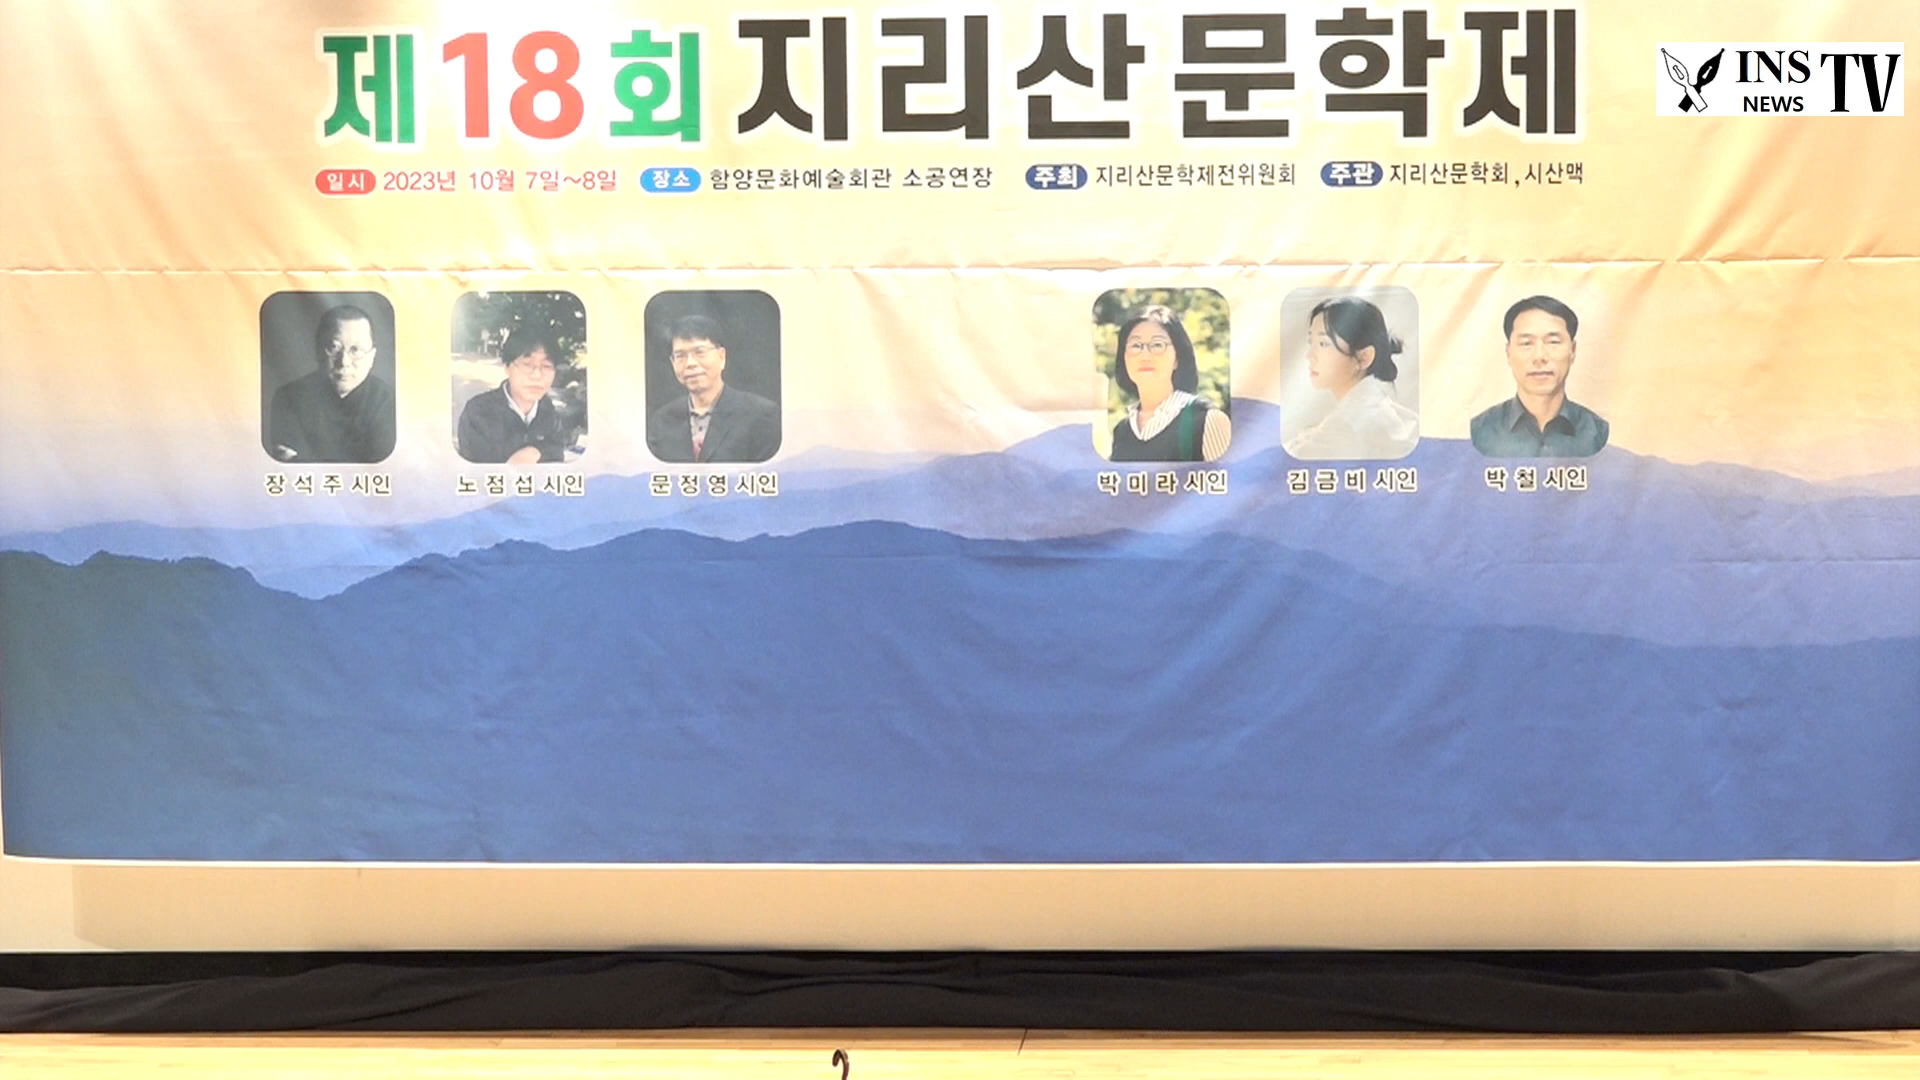 제18회 지리산문학제
INS NEWS TV
일시 2023년 10월 7일~8일 장소 함양문화예술회관 소공연장 주최 지리산문학제전위원회 주관 지리산문학회, 시산맥
장석주 시인 노점섭 시인 문정영 시인 박미라 시인 김금비 시인 박철 시인